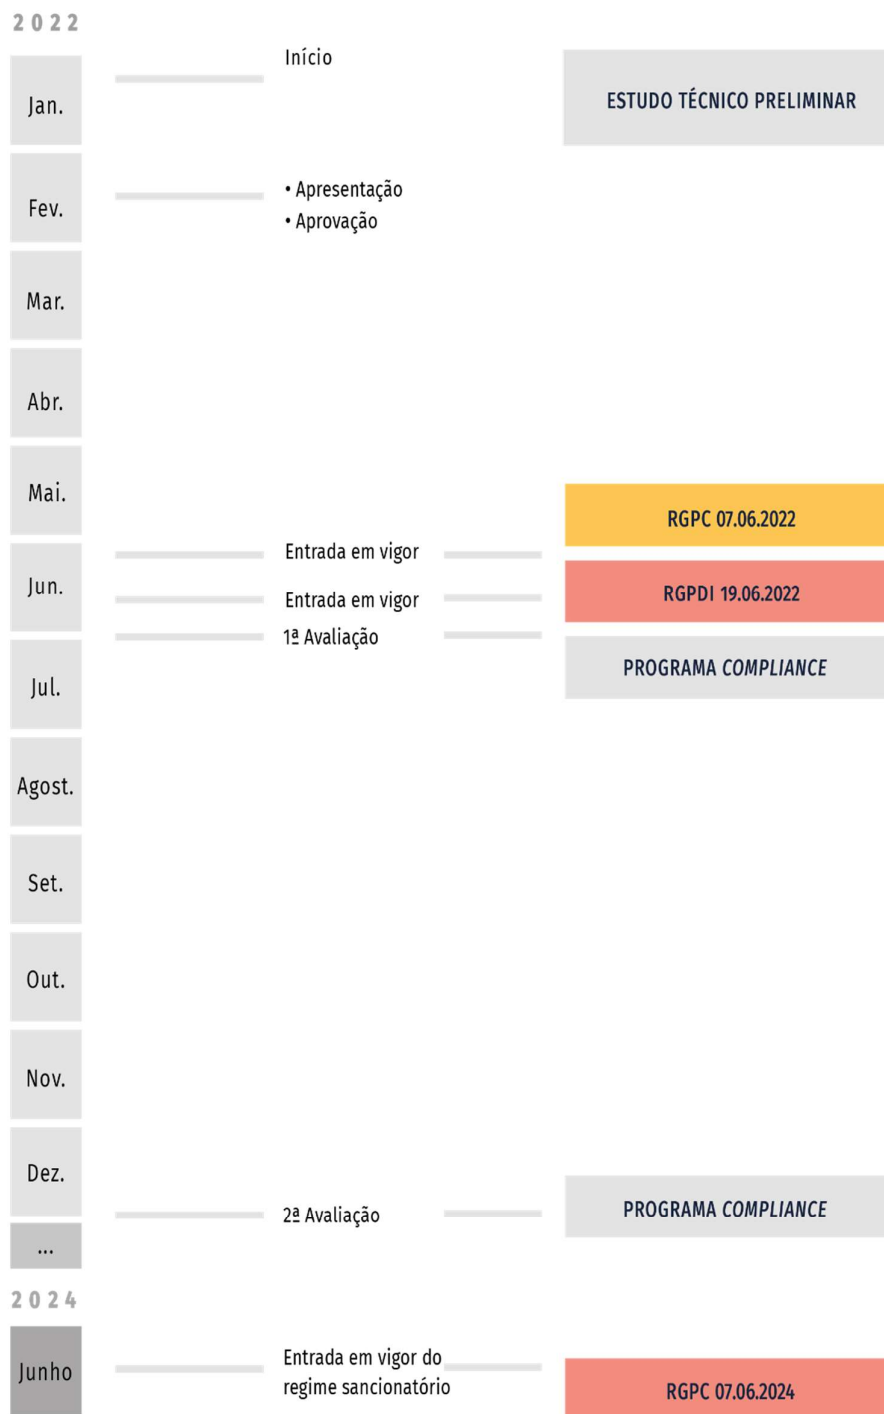 2022
Jan.
Início
ESTUDO TÉCNICO PRELIMINAR
Fev.
• Apresentação
• Aprovação
Mar.
Abr.
Mai.
RGPC 07.06.2022
Entrada em vigor
Jun.
Entrada em vigor
RGPDI 19.06.2022
1ª Avaliação
PROGRAMA COMPLIANCE
Jul.
Agost.
Set.
Out.
Nov.
Dez.
2ª Avaliação
PROGRAMA COMPLIANCE
...
2024
Junho
Entrada em vigor do
regime sancionatório
RGPC 07.06.2024